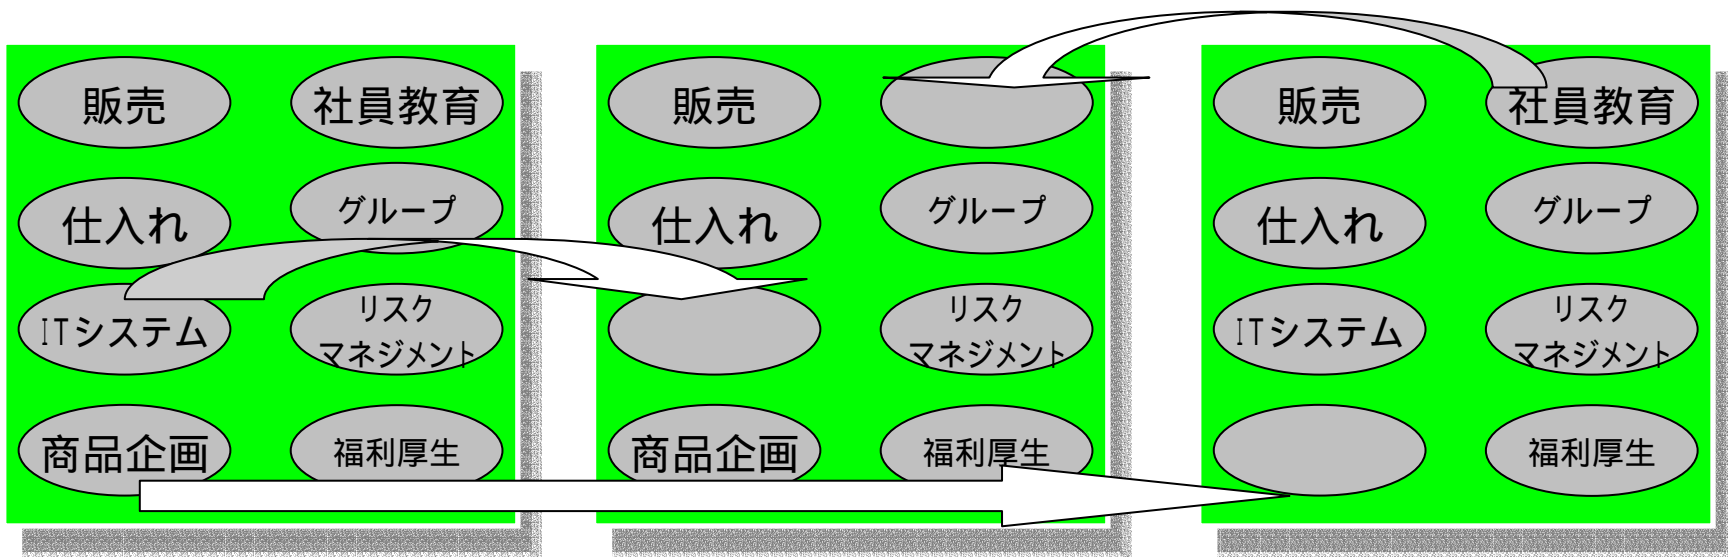 販売
社員教育
仕入れ
グループ
ITシステム
リスク
マネジメント
商品企画
福利厚生
販売
仕入れ
グループ
リスク
マネジメント
商品企画
福利厚生
販売
社員教育
仕入れ
グループ
ITシステム
リスク
マネジメント
福利厚生